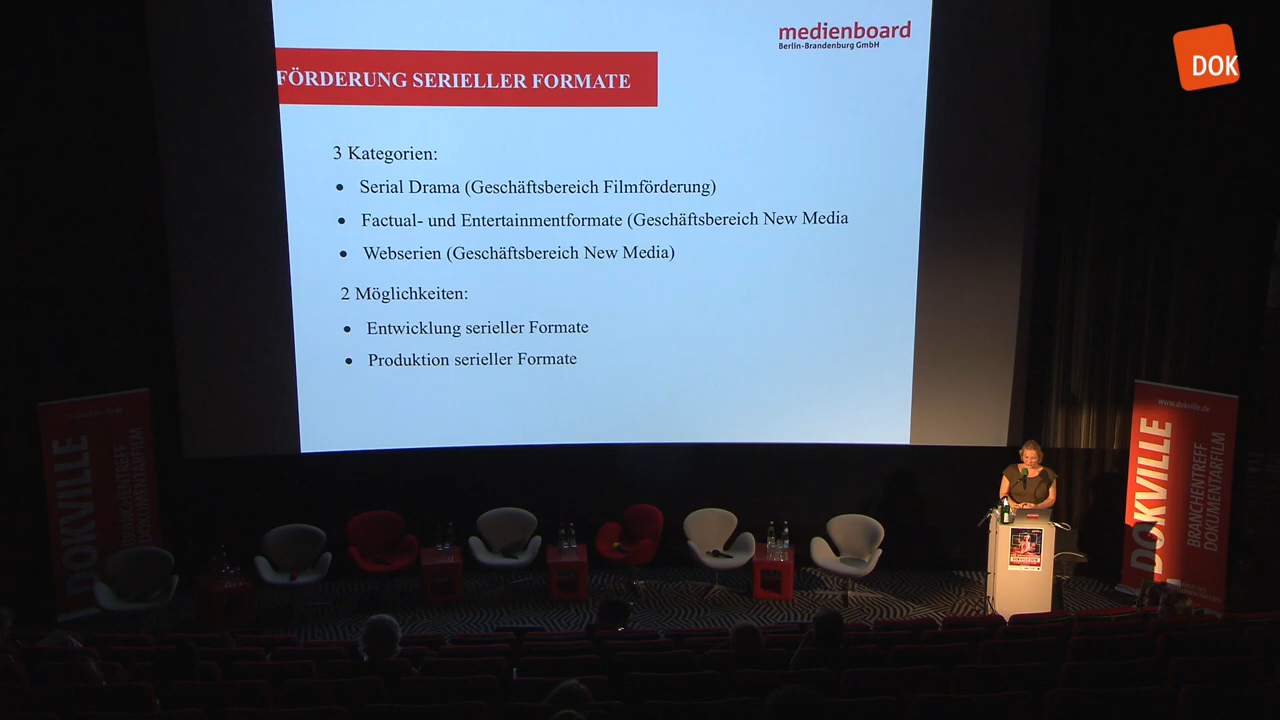 medienboard
Berlin-Brandenburg GmbH
DOK
FÖRDERUNG SERIELLER FORMATE
3 Kategorien:
• Serial Drama (Geschäftsbereich Filmförderung)
• Factual- und Entertainmentformate (Geschäftsbereich New Media
• Webserien (Geschäftsbereich New Media)
2 Möglichkeiten:
• Entwicklung serieller Formate
• Produktion serieller Formate
DOKVILLE
BRANCHENTREFF
DOKUMENTARFILM
www.dokville.de
DOKVILLE
BRANCHENTREFF
DOKUMENTARFILM